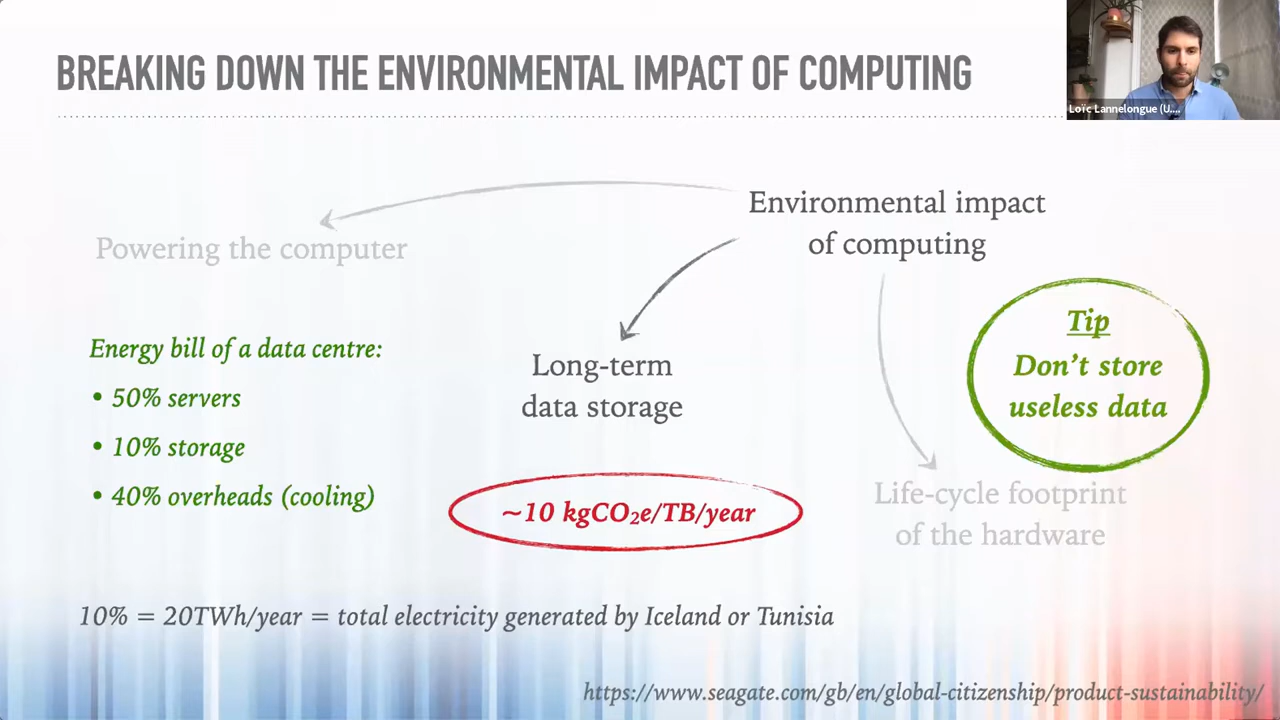 BREAKING DOWN THE ENVIRONMENTAL IMPACT OF COMPUTING
Loïc Lannelongue (U....
Environmental impact
of computing
Powering the computer
Tip
Don't store
useless data
Energy bill of a data centre:
• 50% servers
• 10% storage
• 40% overheads (cooling)
Long-term
data storage
~10 kgCO₂e/TB/year
Life-cycle footprint
of the hardware
10% = 20TWh/year = total electricity generated by Iceland or Tunisia
https://www.seagate.com/gb/en/global-citizenship/product-sustainability/